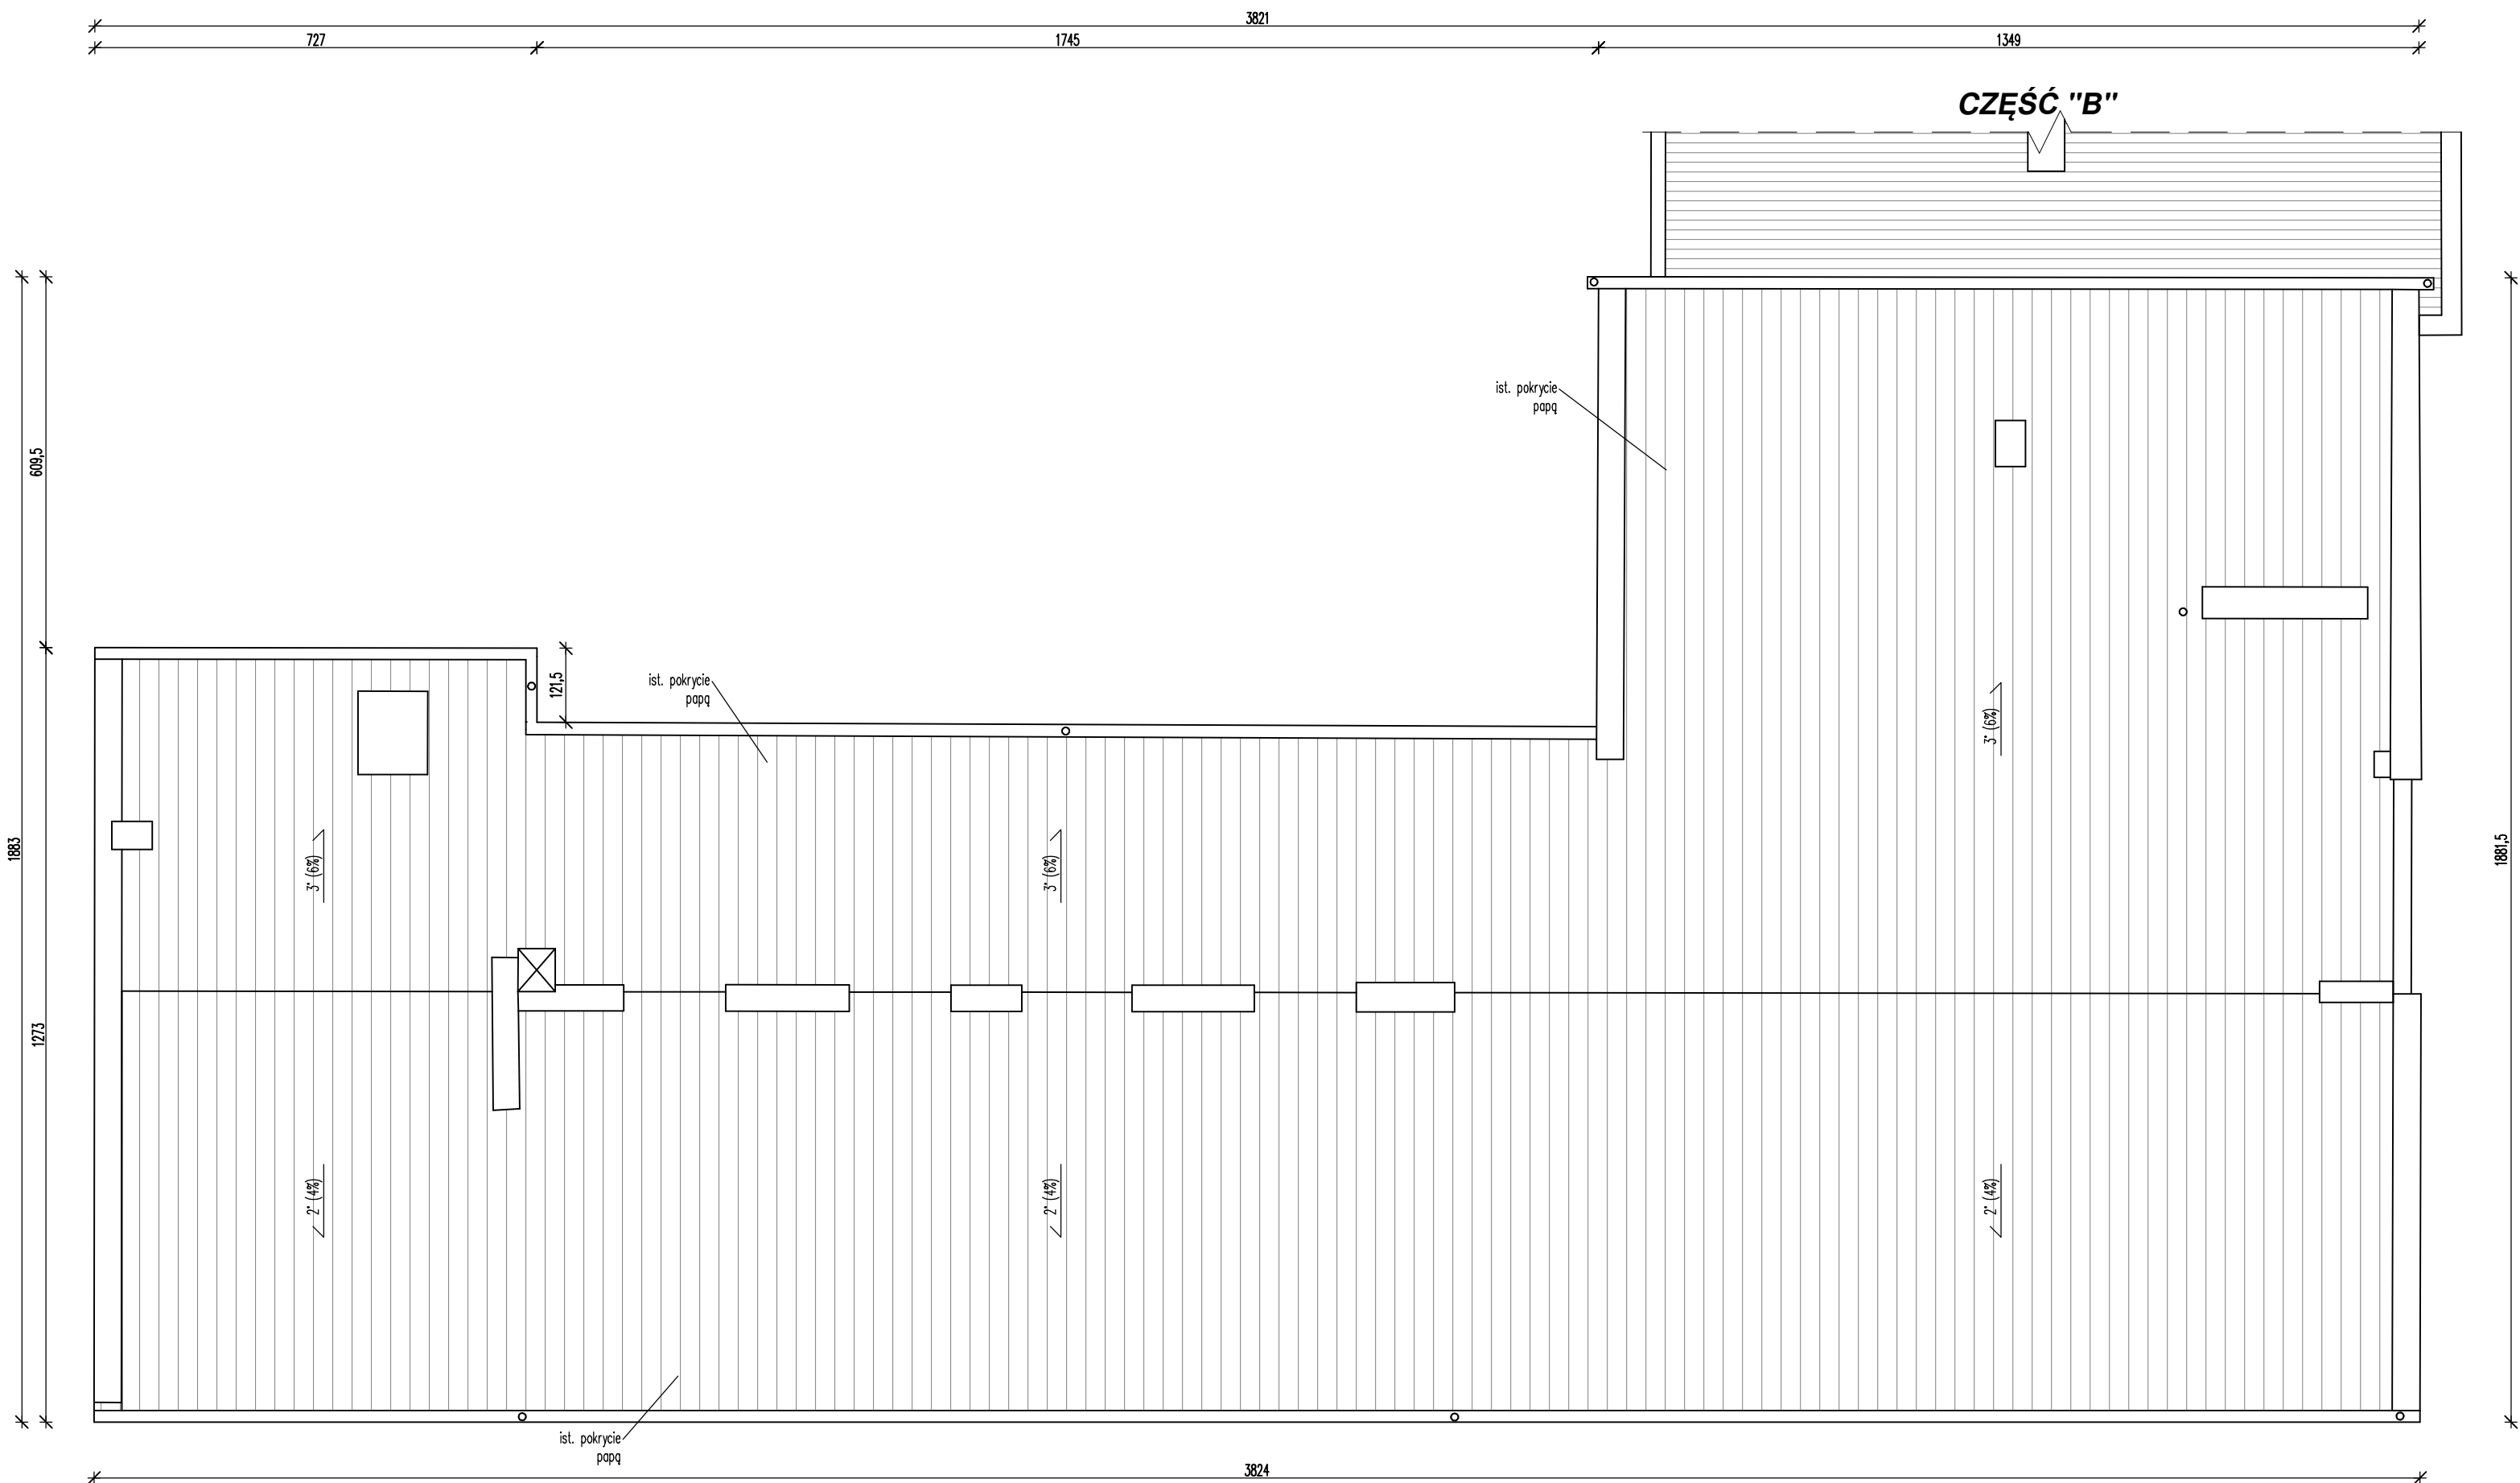 3821
727
1745
1349
CZĘŚĆ "B"
ist. pokrycie
papą
609,5
ist. pokrycie
papą
121,5
3° (6%)
1883
3° (6%)
3° (6%)
1881,5
1273
2° (4%)
2° (4%)
2° (4%)
ist. pokrycie
papą
3824